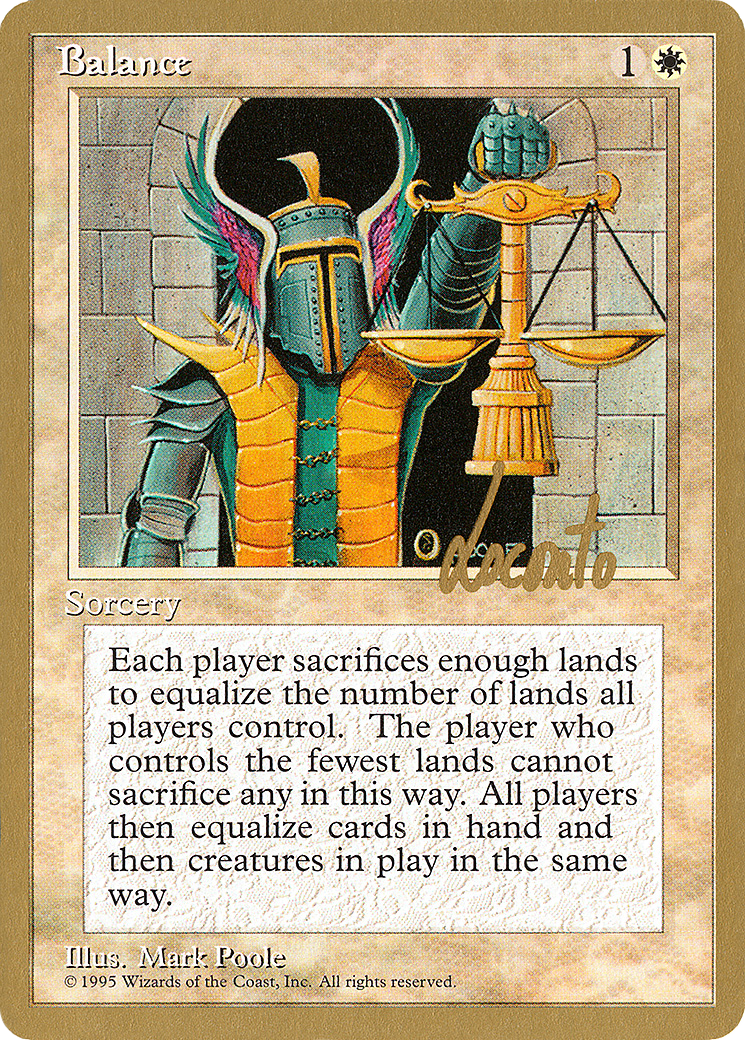 Balance 1
Loconto
Sorcery
Each player sacrifices enough lands
to equalize the number of lands all
players control. The player who
controls the fewest lands cannot
sacrifice any in this way. All players
then equalize cards in hand and
then creatures in play in the same
way.
Illus. Mark Poole
© 1995 Wizards of the Coast, Inc. All rights reserved.